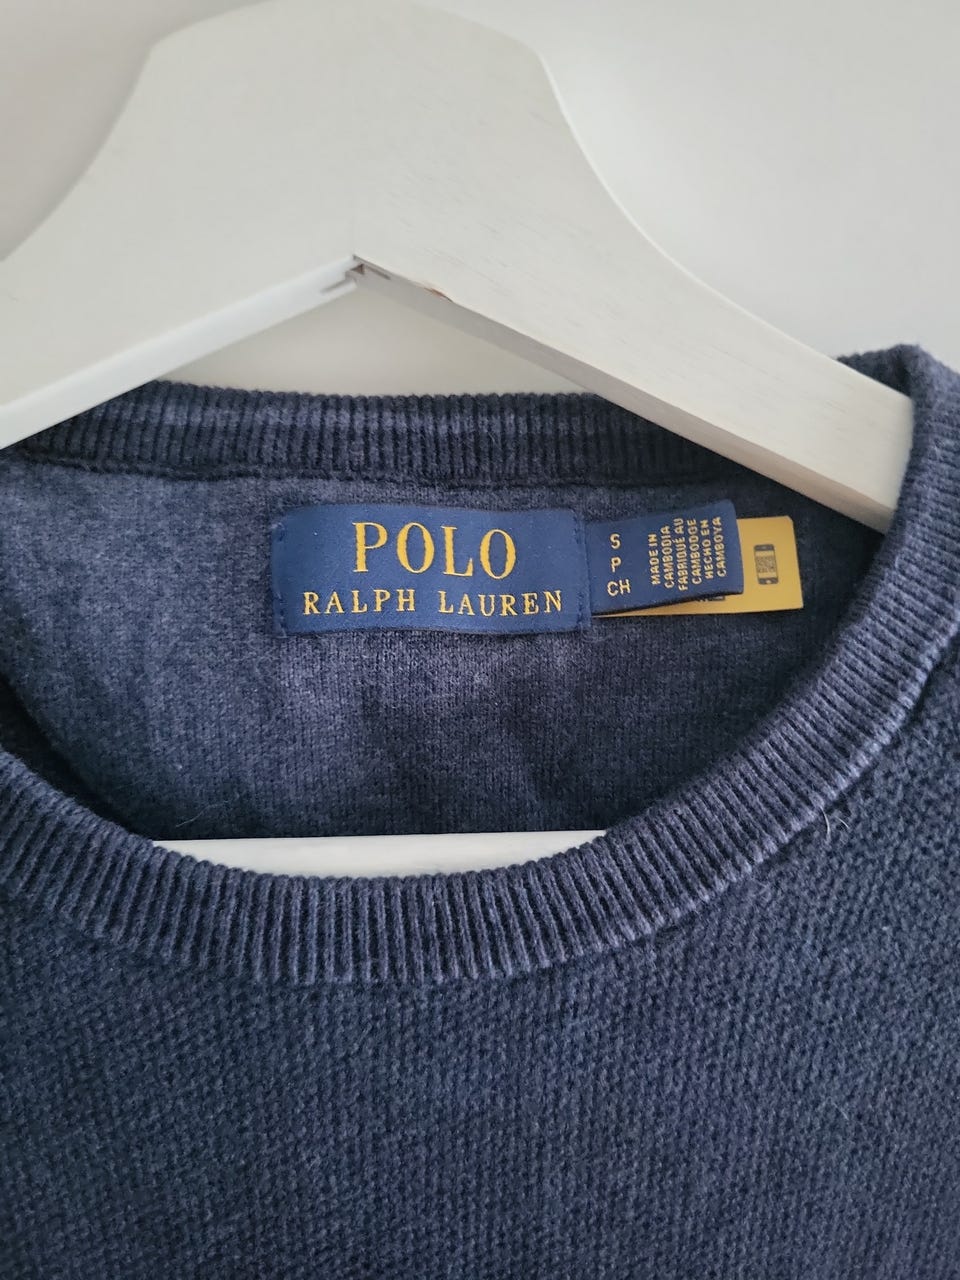 POLO
RALPH LAUREN
S
P
CH
MADE IN
CAMBODIA
FABRIQUÉ AU
CAMBODGE
HECHO EN
CAMBOYA